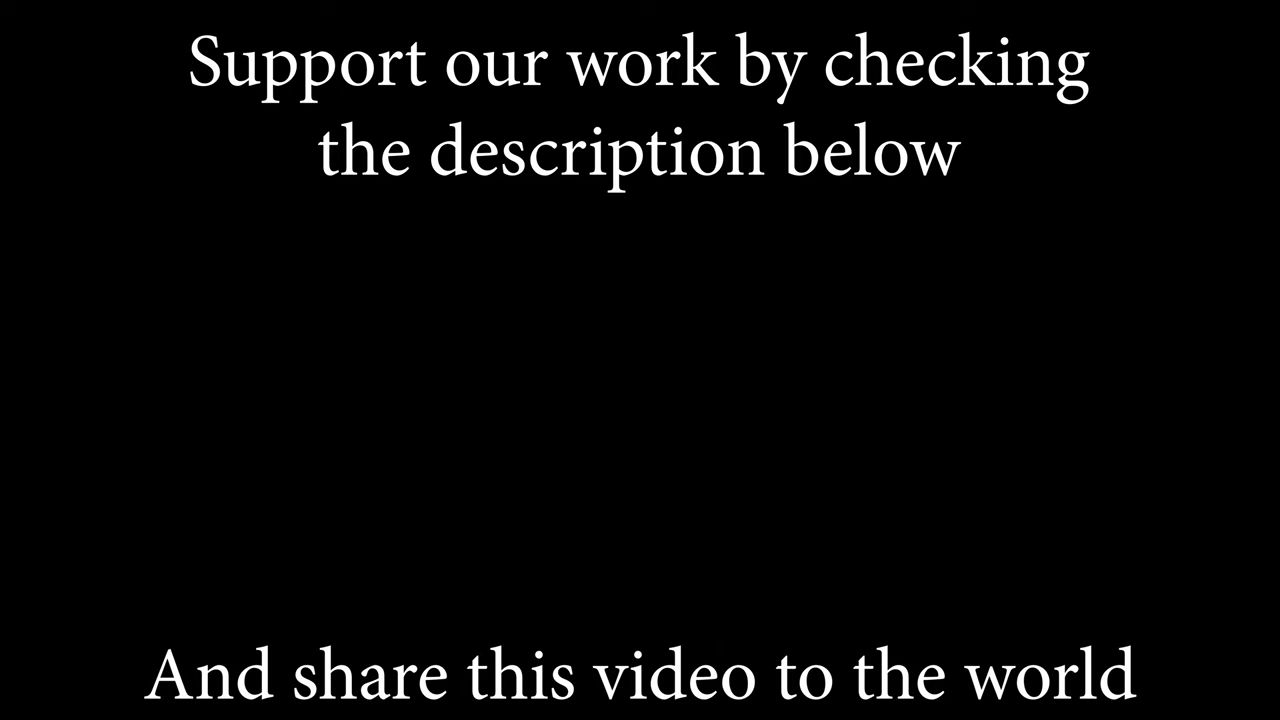 Support our work by checking
the description below
And share this video to the world